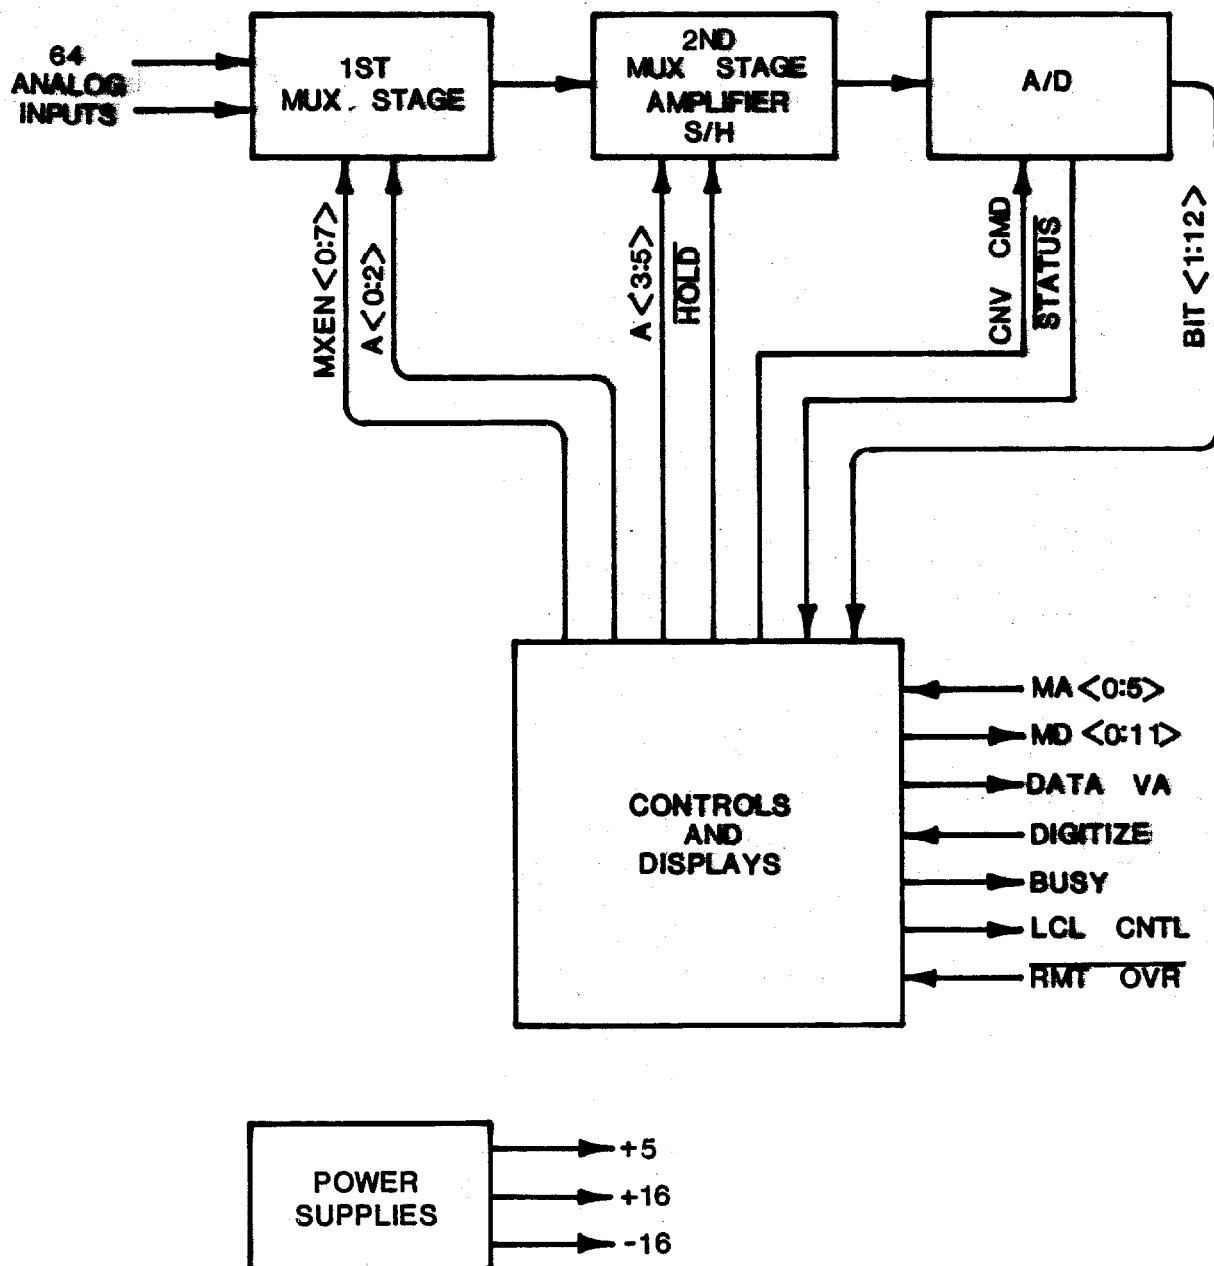 64
ANALOG
INPUTS
1ST
MUX. STAGE
2ND
MUX STAGE
AMPLIFIER
S/H
A/D
MXEN<0:7>
A<0:2>
A<3:5>
HOLD
CNV CMD
STATUS
BIT<1:12>
CONTROLS
AND
DISPLAYS
MA<0:5>
MD<0:11>
DATA VA
DIGITIZE
BUSY
LCL CNTL
RMT OVR
POWER
SUPPLIES
+5
+16
-16